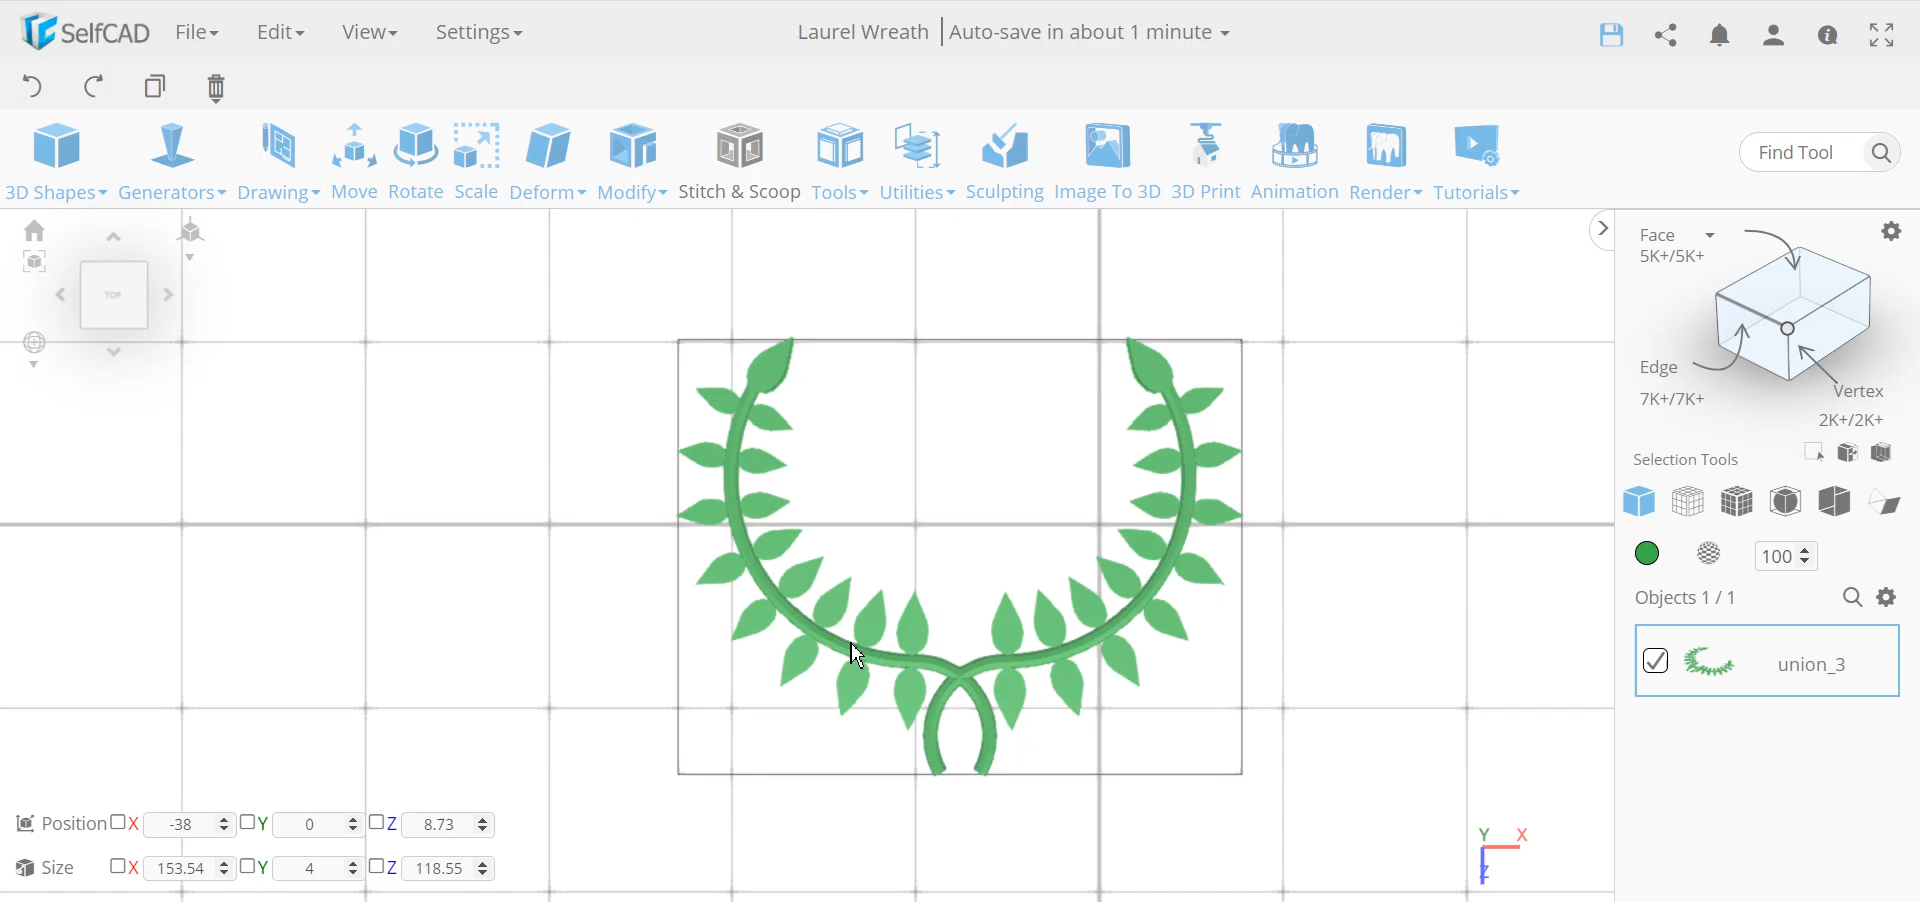 SelfCAD File Edit View Settings Laurel Wreath Auto-save in about 1 minute
3D Shapes Generators Drawing Move Rotate Scale Deform Modify Stitch & Scoop Tools Utilities Sculpting Image To 3D 3D Print Animation Render Tutorials
Find Tool
TOP
Face
5K+/5K+
Edge
7K+/7K+
Vertex
2K+/2K+
Selection Tools
100
Objects 1 / 1
union_3
Position X -38 Y 0 Z 8.73
Size X 153.54 Y 4 Z 118.55
Y X
Z